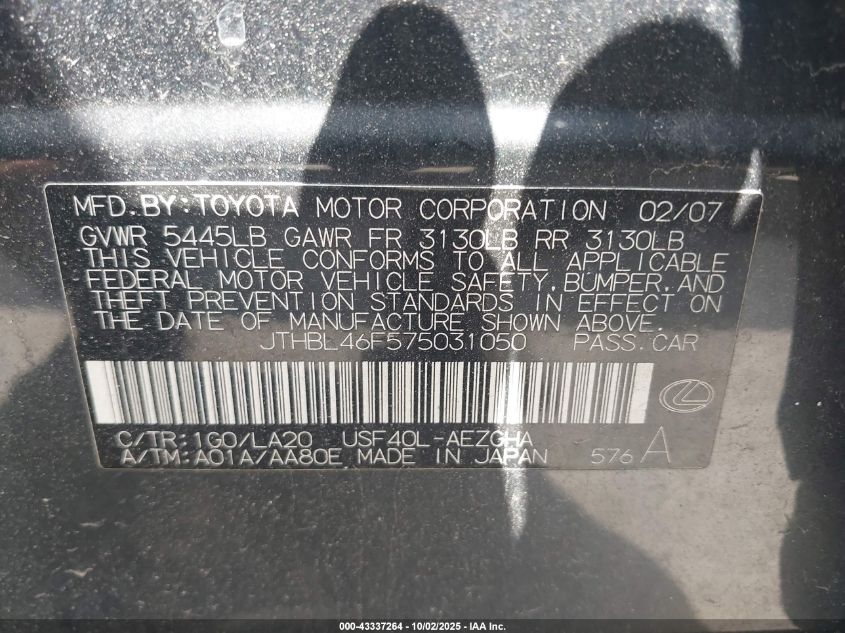 MFD.BY:TOYOTA MOTOR CORPORATION 02/07
GVWR 5445LB GAWR FR 3130LB RR 3130LB
THIS VEHICLE CONFORMS TO ALL APPLICABLE
FEDERAL MOTOR VEHICLE SAFETY,BUMPER,AND
THEFT PREVENTION STANDARDS IN EFFECT ON
THE DATE OF MANUFACTURE SHOWN ABOVE.
JTHBL46F575031050 PASS.CAR
C/TR:1G0/LA20 USF40L-AEZGHA
A/TM:A01A/AA80E MADE IN JAPAN 576 A
000-43337264 - 10/02/2025 - IAA Inc.